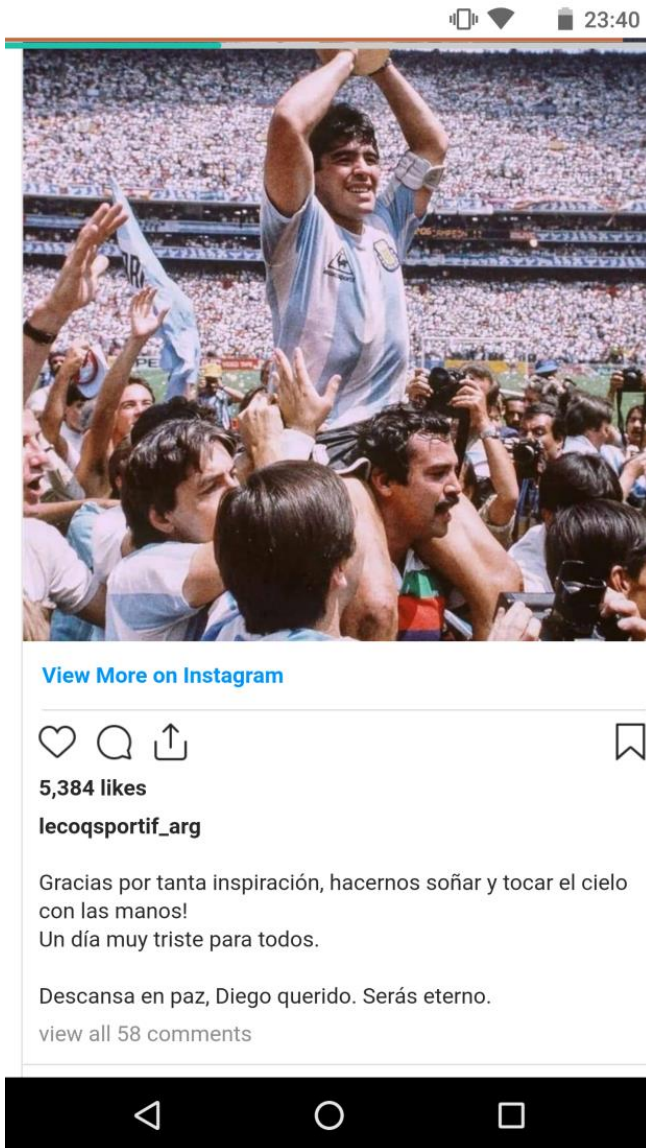 23:40
View More on Instagram
5,384 likes
lecoqsportif_arg
Gracias por tanta inspiración, hacernos soñar y tocar el cielo
con las manos!
Un día muy triste para todos.
Descansa en paz, Diego querido. Serás eterno.
view all 58 comments